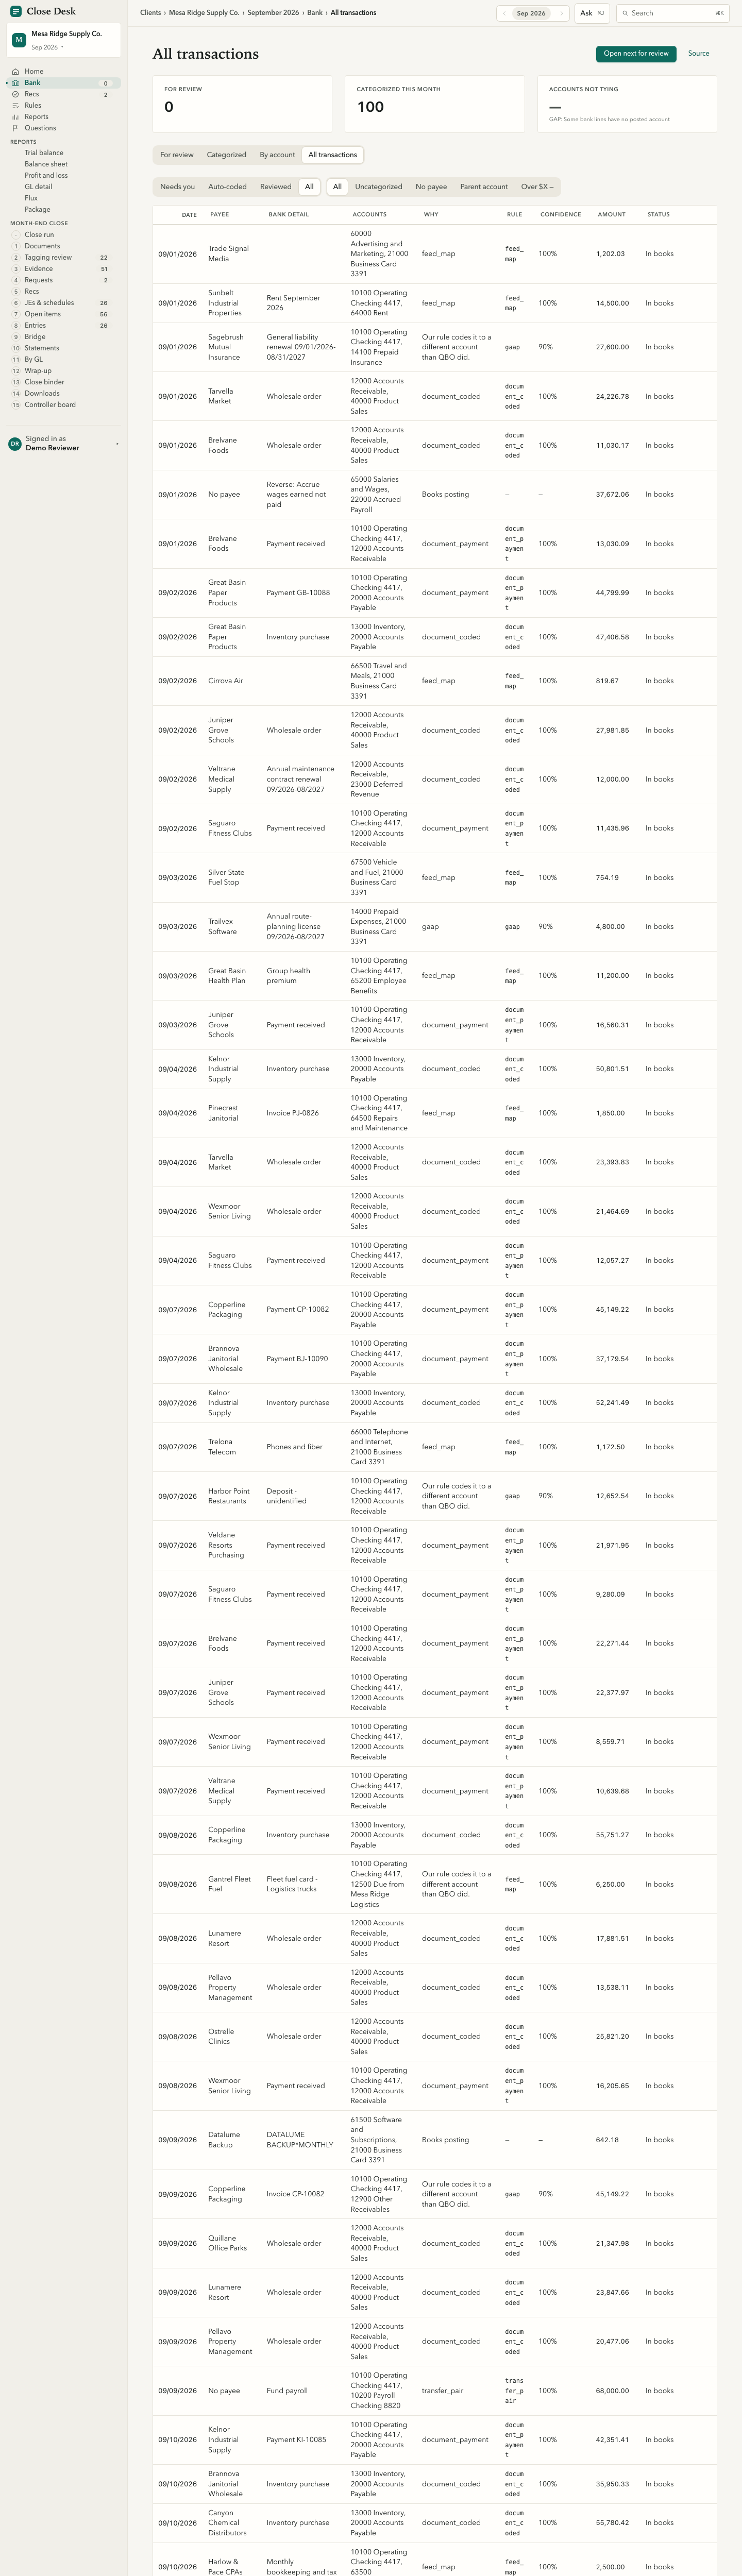 Close Desk
M
Mesa Ridge Supply Co.
Sep 2026
Home
Bank 0
Recs 2
Rules
Reports
Questions
REPORTS
Trial balance
Balance sheet
Profit and loss
GL detail
Flux
Package
MONTH-END CLOSE
Close run
1 Documents
2 Tagging review 22
3 Evidence 51
4 Requests 2
5 Recs
6 JEs & schedules 26
7 Open items 56
8 Entries 26
9 Bridge
10 Statements
11 By GL
12 Wrap-up
13 Close binder
14 Downloads
15 Controller board
DR
Signed in as
Demo Reviewer
Clients › Mesa Ridge Supply Co. › September 2026 › Bank › All transactions
‹ Sep 2026 ›
Ask ⌘J
Search ⌘K
All transactions
Open next for review
Source
FOR REVIEW
0
CATEGORIZED THIS MONTH
100
ACCOUNTS NOT TYING
—
GAP: Some bank lines have no posted account
For review Categorized By account All transactions
Needs you Auto-coded Reviewed All All Uncategorized No payee Parent account Over $X —
DATE PAYEE BANK DETAIL ACCOUNTS WHY RULE CONFIDENCE AMOUNT STATUS
09/01/2026 Trade Signal Media 60000 Advertising and Marketing, 21000 Business Card 3391 feed_map feed_map 100% 1,202.03 In books
09/01/2026 Sunbelt Industrial Properties Rent September 2026 10100 Operating Checking 4417, 64000 Rent feed_map feed_map 100% 14,500.00 In books
09/01/2026 Sagebrush Mutual Insurance General liability renewal 09/01/2026-08/31/2027 10100 Operating Checking 4417, 14100 Prepaid Insurance Our rule codes it to a different account than QBO did. gaap 90% 27,600.00 In books
09/01/2026 Tarvella Market Wholesale order 12000 Accounts Receivable, 40000 Product Sales document_coded document_coded 100% 24,226.78 In books
09/01/2026 Brelvane Foods Wholesale order 12000 Accounts Receivable, 40000 Product Sales document_coded document_coded 100% 11,030.17 In books
09/01/2026 No payee Reverse: Accrue wages earned not paid 65000 Salaries and Wages, 22000 Accrued Payroll Books posting — — 37,672.06 In books
09/01/2026 Brelvane Foods Payment received 10100 Operating Checking 4417, 12000 Accounts Receivable document_payment document_payment 100% 13,030.09 In books
09/02/2026 Great Basin Paper Products Payment GB-10088 10100 Operating Checking 4417, 20000 Accounts Payable document_payment document_payment 100% 44,799.99 In books
09/02/2026 Great Basin Paper Products Inventory purchase 13000 Inventory, 20000 Accounts Payable document_coded document_coded 100% 47,406.58 In books
09/02/2026 Cirrova Air 66500 Travel and Meals, 21000 Business Card 3391 feed_map feed_map 100% 819.67 In books
09/02/2026 Juniper Grove Schools Wholesale order 12000 Accounts Receivable, 40000 Product Sales document_coded document_coded 100% 27,981.85 In books
09/02/2026 Veltrane Medical Supply Annual maintenance contract renewal 09/2026-08/2027 12000 Accounts Receivable, 23000 Deferred Revenue document_coded document_coded 100% 12,000.00 In books
09/02/2026 Saguaro Fitness Clubs Payment received 10100 Operating Checking 4417, 12000 Accounts Receivable document_payment document_payment 100% 11,435.96 In books
09/03/2026 Silver State Fuel Stop 67500 Vehicle and Fuel, 21000 Business Card 3391 feed_map feed_map 100% 754.19 In books
09/03/2026 Trailvex Software Annual route-planning license 09/2026-08/2027 14000 Prepaid Expenses, 21000 Business Card 3391 gaap gaap 90% 4,800.00 In books
09/03/2026 Great Basin Health Plan Group health premium 10100 Operating Checking 4417, 65200 Employee Benefits feed_map feed_map 100% 11,200.00 In books
09/03/2026 Juniper Grove Schools Payment received 10100 Operating Checking 4417, 12000 Accounts Receivable document_payment document_payment 100% 16,560.31 In books
09/04/2026 Kelnor Industrial Supply Inventory purchase 13000 Inventory, 20000 Accounts Payable document_coded document_coded 100% 50,801.51 In books
09/04/2026 Pinecrest Janitorial Invoice PJ-0826 10100 Operating Checking 4417, 64500 Repairs and Maintenance feed_map feed_map 100% 1,850.00 In books
09/04/2026 Tarvella Market Wholesale order 12000 Accounts Receivable, 40000 Product Sales document_coded document_coded 100% 23,393.83 In books
09/04/2026 Wexmoor Senior Living Wholesale order 12000 Accounts Receivable, 40000 Product Sales document_coded document_coded 100% 21,464.69 In books
09/04/2026 Saguaro Fitness Clubs Payment received 10100 Operating Checking 4417, 12000 Accounts Receivable document_payment document_payment 100% 12,057.27 In books
09/07/2026 Copperline Packaging Payment CP-10082 10100 Operating Checking 4417, 20000 Accounts Payable document_payment document_payment 100% 45,149.22 In books
09/07/2026 Brannova Janitorial Wholesale Payment BJ-10090 10100 Operating Checking 4417, 20000 Accounts Payable document_payment document_payment 100% 37,179.54 In books
09/07/2026 Kelnor Industrial Supply Inventory purchase 13000 Inventory, 20000 Accounts Payable document_coded document_coded 100% 52,241.49 In books
09/07/2026 Trelona Telecom Phones and fiber 66000 Telephone and Internet, 21000 Business Card 3391 feed_map feed_map 100% 1,172.50 In books
09/07/2026 Harbor Point Restaurants Deposit - unidentified 10100 Operating Checking 4417, 12000 Accounts Receivable Our rule codes it to a different account than QBO did. gaap 90% 12,652.54 In books
09/07/2026 Veldane Resorts Purchasing Payment received 10100 Operating Checking 4417, 12000 Accounts Receivable document_payment document_payment 100% 21,971.95 In books
09/07/2026 Saguaro Fitness Clubs Payment received 10100 Operating Checking 4417, 12000 Accounts Receivable document_payment document_payment 100% 9,280.09 In books
09/07/2026 Brelvane Foods Payment received 10100 Operating Checking 4417, 12000 Accounts Receivable document_payment document_payment 100% 22,271.44 In books
09/07/2026 Juniper Grove Schools Payment received 10100 Operating Checking 4417, 12000 Accounts Receivable document_payment document_payment 100% 22,377.97 In books
09/07/2026 Wexmoor Senior Living Payment received 10100 Operating Checking 4417, 12000 Accounts Receivable document_payment document_payment 100% 8,559.71 In books
09/07/2026 Veltrane Medical Supply Payment received 10100 Operating Checking 4417, 12000 Accounts Receivable document_payment document_payment 100% 10,639.68 In books
09/08/2026 Copperline Packaging Inventory purchase 13000 Inventory, 20000 Accounts Payable document_coded document_coded 100% 55,751.27 In books
09/08/2026 Gantrel Fleet Fuel Fleet fuel card - Logistics trucks 10100 Operating Checking 4417, 12500 Due from Mesa Ridge Logistics Our rule codes it to a different account than QBO did. feed_map 100% 6,250.00 In books
09/08/2026 Lunamere Resort Wholesale order 12000 Accounts Receivable, 40000 Product Sales document_coded document_coded 100% 17,881.51 In books
09/08/2026 Pellavo Property Management Wholesale order 12000 Accounts Receivable, 40000 Product Sales document_coded document_coded 100% 13,538.11 In books
09/08/2026 Ostrelle Clinics Wholesale order 12000 Accounts Receivable, 40000 Product Sales document_coded document_coded 100% 25,821.20 In books
09/08/2026 Wexmoor Senior Living Payment received 10100 Operating Checking 4417, 12000 Accounts Receivable document_payment document_payment 100% 16,205.65 In books
09/09/2026 Datalume Backup DATALUME BACKUP*MONTHLY 61500 Software and Subscriptions, 21000 Business Card 3391 Books posting — — 642.18 In books
09/09/2026 Copperline Packaging Invoice CP-10082 10100 Operating Checking 4417, 12900 Other Receivables Our rule codes it to a different account than QBO did. gaap 90% 45,149.22 In books
09/09/2026 Quillane Office Parks Wholesale order 12000 Accounts Receivable, 40000 Product Sales document_coded document_coded 100% 21,347.98 In books
09/09/2026 Lunamere Resort Wholesale order 12000 Accounts Receivable, 40000 Product Sales document_coded document_coded 100% 23,847.66 In books
09/09/2026 Pellavo Property Management Wholesale order 12000 Accounts Receivable, 40000 Product Sales document_coded document_coded 100% 20,477.06 In books
09/09/2026 No payee Fund payroll 10100 Operating Checking 4417, 10200 Payroll Checking 8820 transfer_pair transfer_pair 100% 68,000.00 In books
09/10/2026 Kelnor Industrial Supply Payment KI-10085 10100 Operating Checking 4417, 20000 Accounts Payable document_payment document_payment 100% 42,351.41 In books
09/10/2026 Brannova Janitorial Wholesale Inventory purchase 13000 Inventory, 20000 Accounts Payable document_coded document_coded 100% 35,950.33 In books
09/10/2026 Canyon Chemical Distributors Inventory purchase 13000 Inventory, 20000 Accounts Payable document_coded document_coded 100% 55,780.42 In books
09/10/2026 Harlow & Pace CPAs Monthly bookkeeping and tax 10100 Operating Checking 4417, 63500 feed_map feed_map 100% 2,500.00 In books